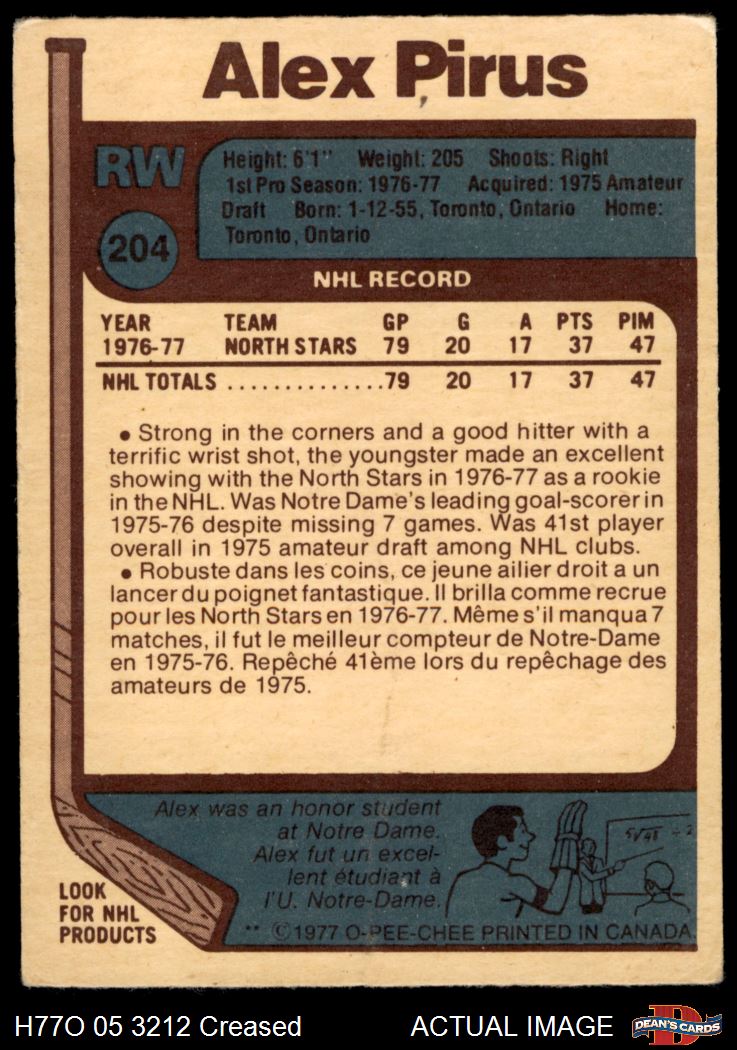 Alex Pirus
RW
Height: 6'1" Weight: 205 Shoots: Right
1st Pro Season: 1976-77 Acquired: 1975 Amateur
Draft Born: 1-12-55, Toronto, Ontario Home:
Toronto, Ontario
204
NHL RECORD
YEAR TEAM GP G A PTS PIM
1976-77 NORTH STARS 79 20 17 37 47
NHL TOTALS ..............79 20 17 37 47
• Strong in the corners and a good hitter with a
terrific wrist shot, the youngster made an excellent
showing with the North Stars in 1976-77 as a rookie
in the NHL. Was Notre Dame's leading goal-scorer in
1975-76 despite missing 7 games. Was 41st player
overall in 1975 amateur draft among NHL clubs.
• Robuste dans les coins, ce jeune ailier droit a un
lancer du poignet fantastique. Il brilla comme recrue
pour les North Stars en 1976-77. Même s'il manqua 7
matches, il fut le meilleur compteur de Notre-Dame
en 1975-76. Repêché 41ème lors du repêchage des
amateurs de 1975.
Alex was an honor student
at Notre Dame.
Alex fut un excel-
lent étudiant à
l'U. Notre-Dame.
5√45 ÷ 2
LOOK
FOR NHL
PRODUCTS
** ©1977 O-PEE-CHEE PRINTED IN CANADA
H77O 05 3212 Creased ACTUAL IMAGE
D
DEAN'S CARDS